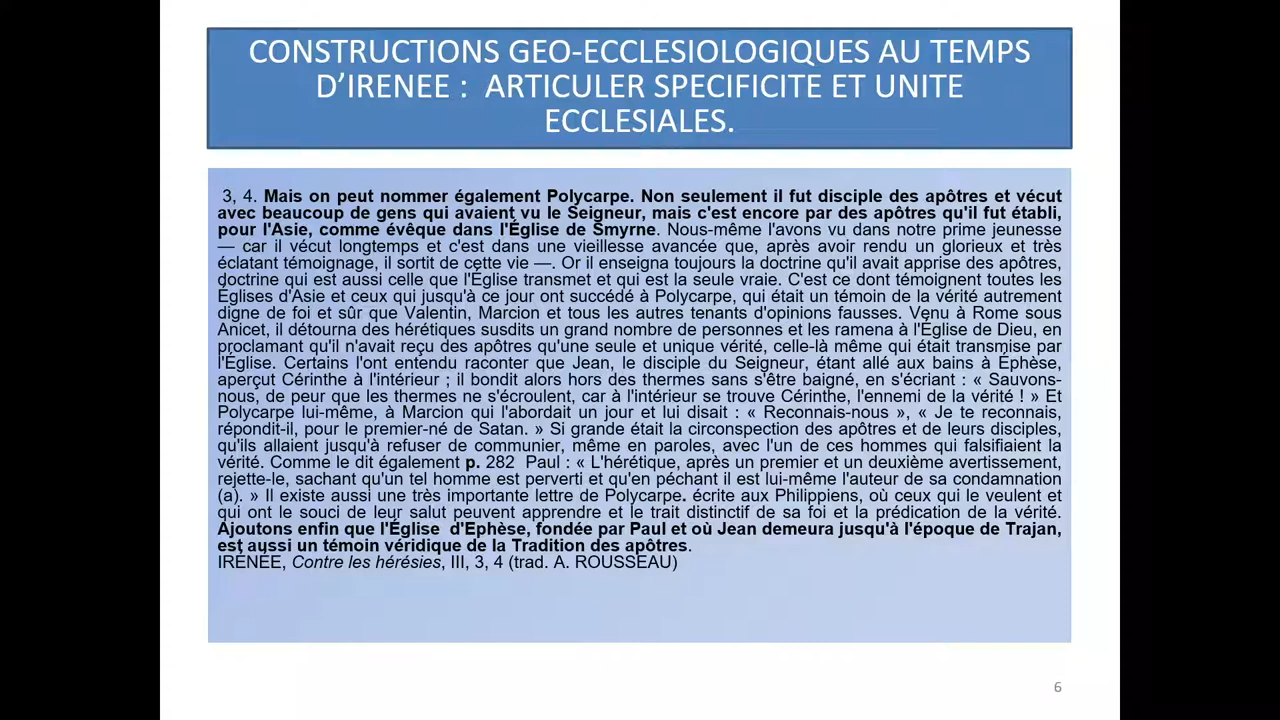 CONSTRUCTIONS GEO-ECCLESIOLOGIQUES AU TEMPS
D’IRENEE : ARTICULER SPECIFICITE ET UNITE
ECCLESIALES.
3, 4. Mais on peut nommer également Polycarpe. Non seulement il fut disciple des apôtres et vécut
avec beaucoup de gens qui avaient vu le Seigneur, mais c'est encore par des apôtres qu'il fut établi,
pour l'Asie, comme évêque dans l'Église de Smyrne. Nous-même l'avons vu dans notre prime jeunesse
— car il vécut longtemps et c'est dans une vieillesse avancée que, après avoir rendu un glorieux et très
éclatant témoignage, il sortit de cette vie —. Or il enseigna toujours la doctrine qu'il avait apprise des apôtres,
doctrine qui est aussi celle que l'Église transmet et qui est la seule vraie. C'est ce dont témoignent toutes les
Églises d'Asie et ceux qui jusqu'à ce jour ont succédé à Polycarpe, qui était un témoin de la vérité autrement
digne de foi et sûr que Valentin, Marcion et tous les autres tenants d'opinions fausses. Venu à Rome sous
Anicet, il détourna des hérétiques susdits un grand nombre de personnes et les ramena à l'Église de Dieu, en
proclamant qu'il n'avait reçu des apôtres qu'une seule et unique vérité, celle-là même qui était transmise par
l'Église. Certains l'ont entendu raconter que Jean, le disciple du Seigneur, étant allé aux bains à Éphèse,
aperçut Cérinthe à l'intérieur ; il bondit alors hors des thermes sans s'être baigné, en s'écriant : « Sauvons-
nous, de peur que les thermes ne s'écroulent, car à l'intérieur se trouve Cérinthe, l'ennemi de la vérité ! » Et
Polycarpe lui-même, à Marcion qui l'abordait un jour et lui disait : « Reconnais-nous », « Je te reconnais,
répondit-il, pour le premier-né de Satan. » Si grande était la circonspection des apôtres et de leurs disciples,
qu'ils allaient jusqu'à refuser de communier, même en paroles, avec l'un de ces hommes qui falsifiaient la
vérité. Comme le dit également p. 282 Paul : « L'hérétique, après un premier et un deuxième avertissement,
rejette-le, sachant qu'un tel homme est perverti et qu'en péchant il est lui-même l'auteur de sa condamnation
(a). » Il existe aussi une très importante lettre de Polycarpe. écrite aux Philippiens, où ceux qui le veulent et
qui ont le souci de leur salut peuvent apprendre et le trait distinctif de sa foi et la prédication de la vérité.
Ajoutons enfin que l'Église d'Ephèse, fondée par Paul et où Jean demeura jusqu'à l'époque de Trajan,
est aussi un témoin véridique de la Tradition des apôtres.
IRENEE, Contre les hérésies, III, 3, 4 (trad. A. ROUSSEAU)
6